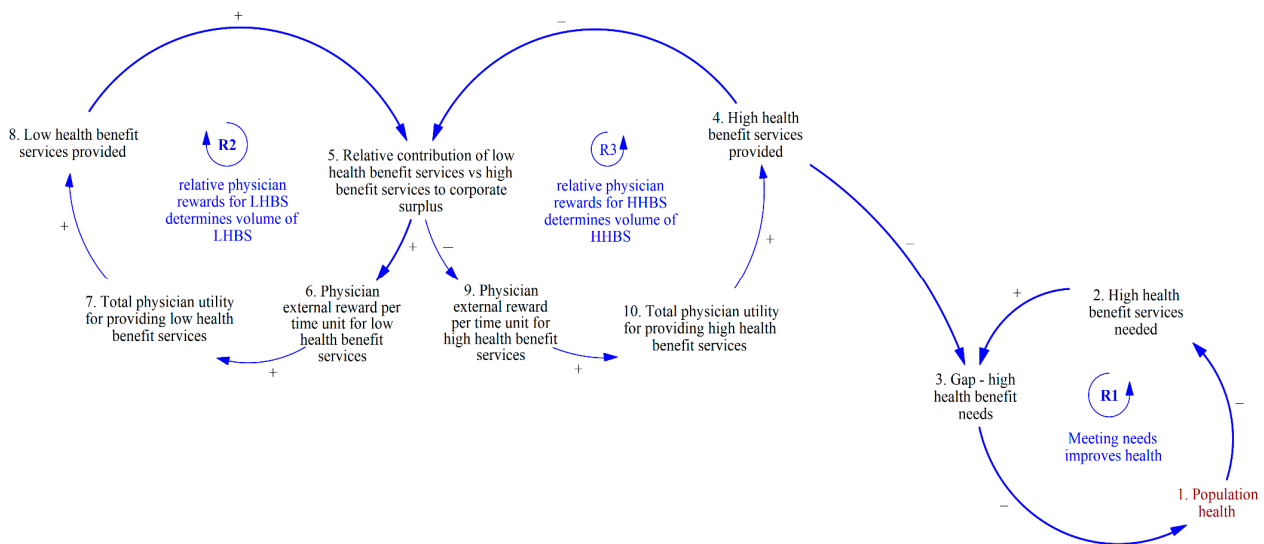 +
–
8. Low health benefit
services provided
R2
relative physician
rewards for LHBS
determines volume of
LHBS
+
5. Relative contribution of low
health benefit services vs high
benefit services to corporate
surplus
R3
relative physician
rewards for HHBS
determines volume of
HHBS
4. High health
benefit services
provided
+
–
+
–
7. Total physician utility
for providing low health
benefit services
+
6. Physician
external reward per
time unit for low
health benefit
services
9. Physician
external reward
per time unit for
high health benefit
services
+
10. Total physician utility
for providing high health
benefit services
+
2. High health
benefit services
needed
3. Gap - high
health benefit
needs
R1
Meeting needs
improves health
–
–
1. Population
health